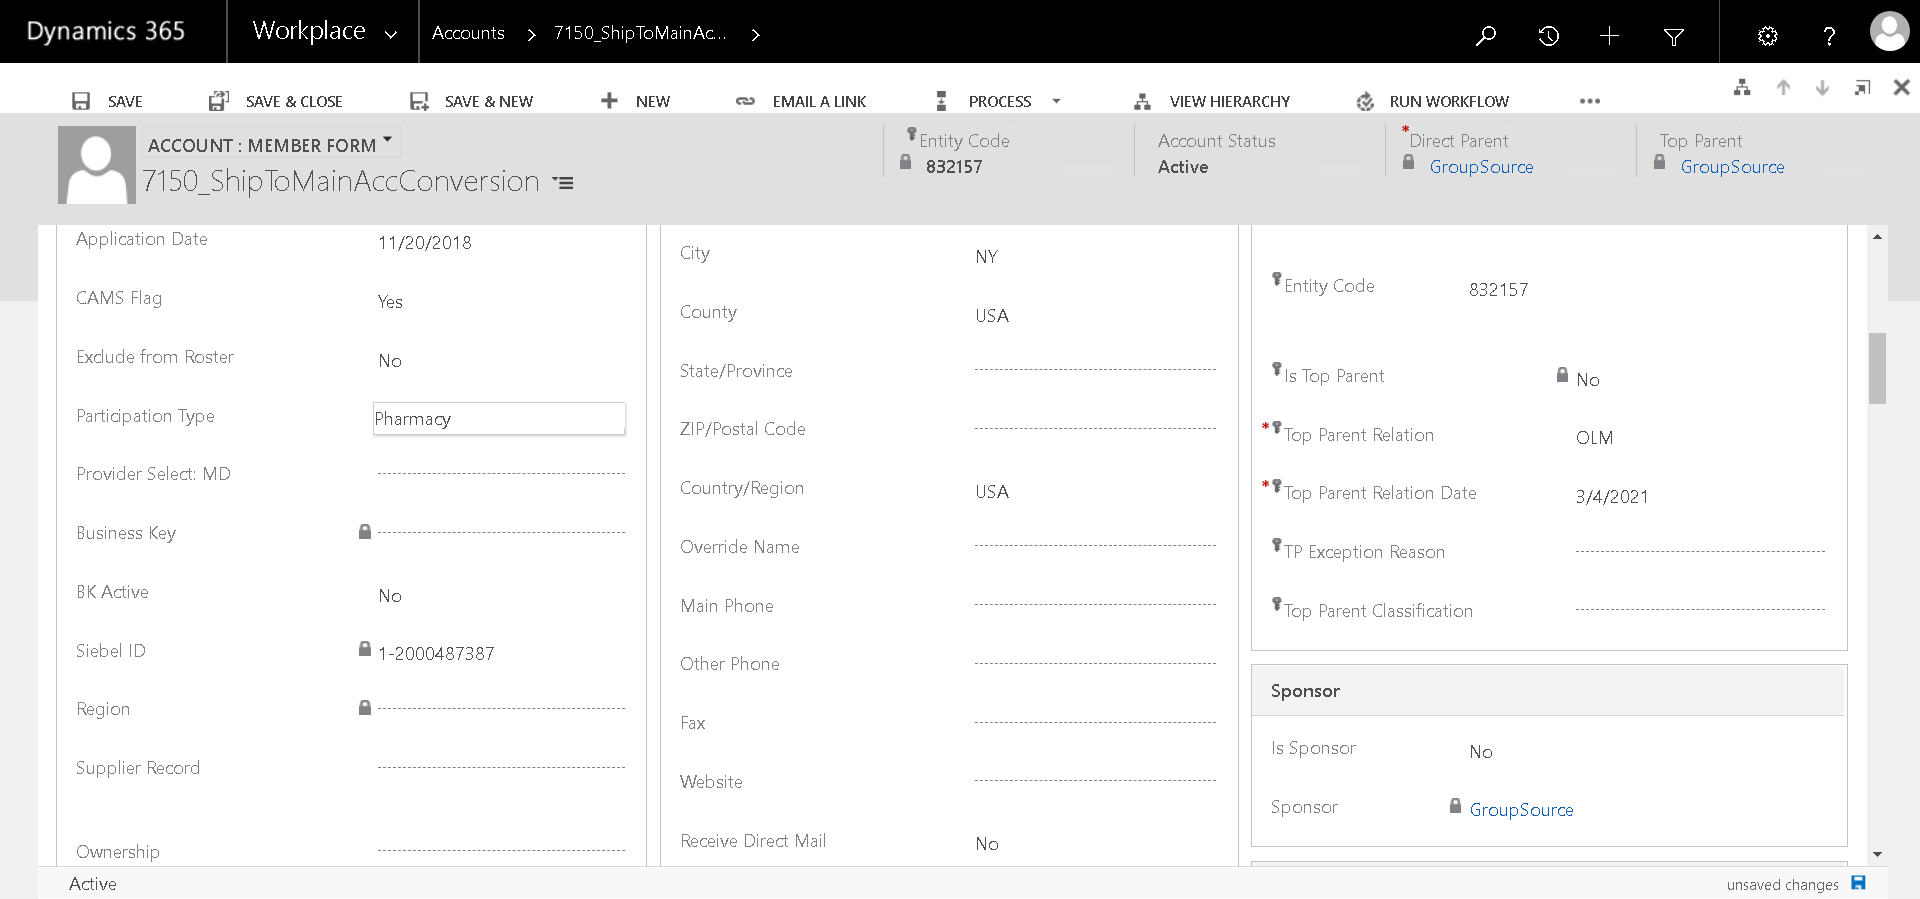 Dynamics 365
Workplace
Accounts
7150_ShipToMainAc...
SAVE
SAVE & CLOSE
SAVE & NEW
NEW
EMAIL A LINK
PROCESS
VIEW HIERARCHY
RUN WORKFLOW
ACCOUNT : MEMBER FORM
7150_ShipToMainAccConversion
Entity Code
832157
Account Status
Active
* Direct Parent
GroupSource
Top Parent
GroupSource
Application Date 11/20/2018
CAMS Flag Yes
Exclude from Roster No
Participation Type Pharmacy
Provider Select: MD
Business Key
BK Active No
Siebel ID 1-2000487387
Region
Supplier Record
Ownership
City NY
County USA
State/Province
ZIP/Postal Code
Country/Region USA
Override Name
Main Phone
Other Phone
Fax
Website
Receive Direct Mail No
Entity Code 832157
Is Top Parent No
* Top Parent Relation OLM
* Top Parent Relation Date 3/4/2021
TP Exception Reason
Top Parent Classification
Sponsor
Is Sponsor No
Sponsor GroupSource
Active
unsaved changes